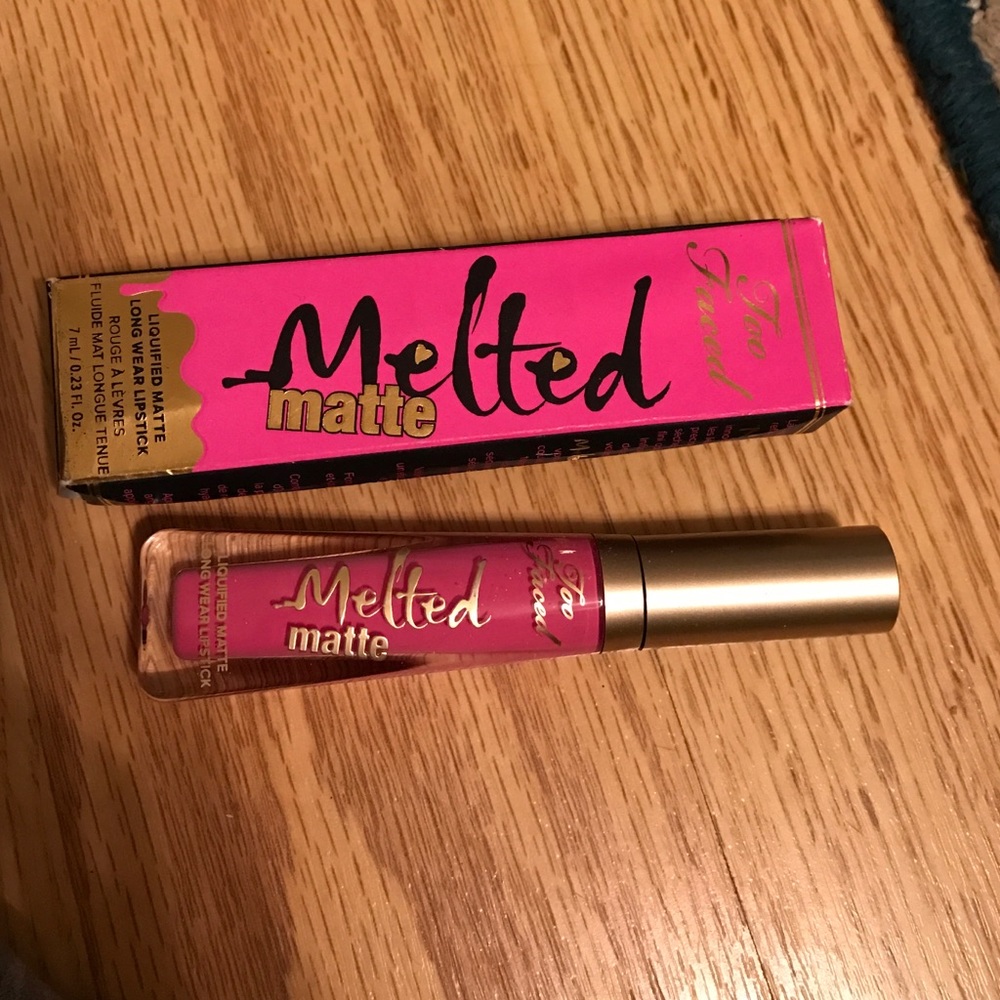 Too
Faced
Melted
matte
LIQUIFIED MATTE
LONG WEAR LIPSTICK
ROUGE À LÈVRES
FLUIDE MAT LONGUE TENUE
7 mL / 0.23 Fl. Oz.
Too
Faced
Melted
matte
LIQUIFIED MATTE
LONG WEAR LIPSTICK